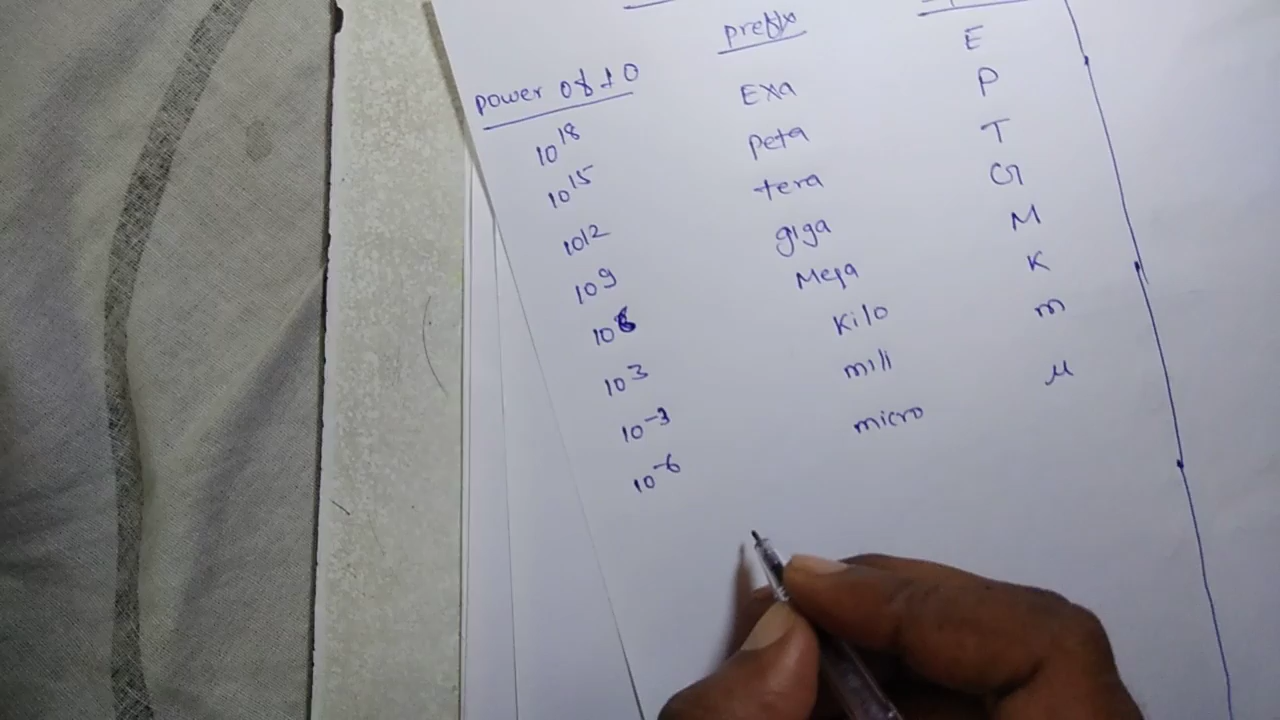 power of 10 prefix
10^18 Exa E
10^15 peta P
10^12 tera T
10^9 giga G
10^6 Mega M
10^3 Kilo K
10^-3 mili m
10^-6 micro μ